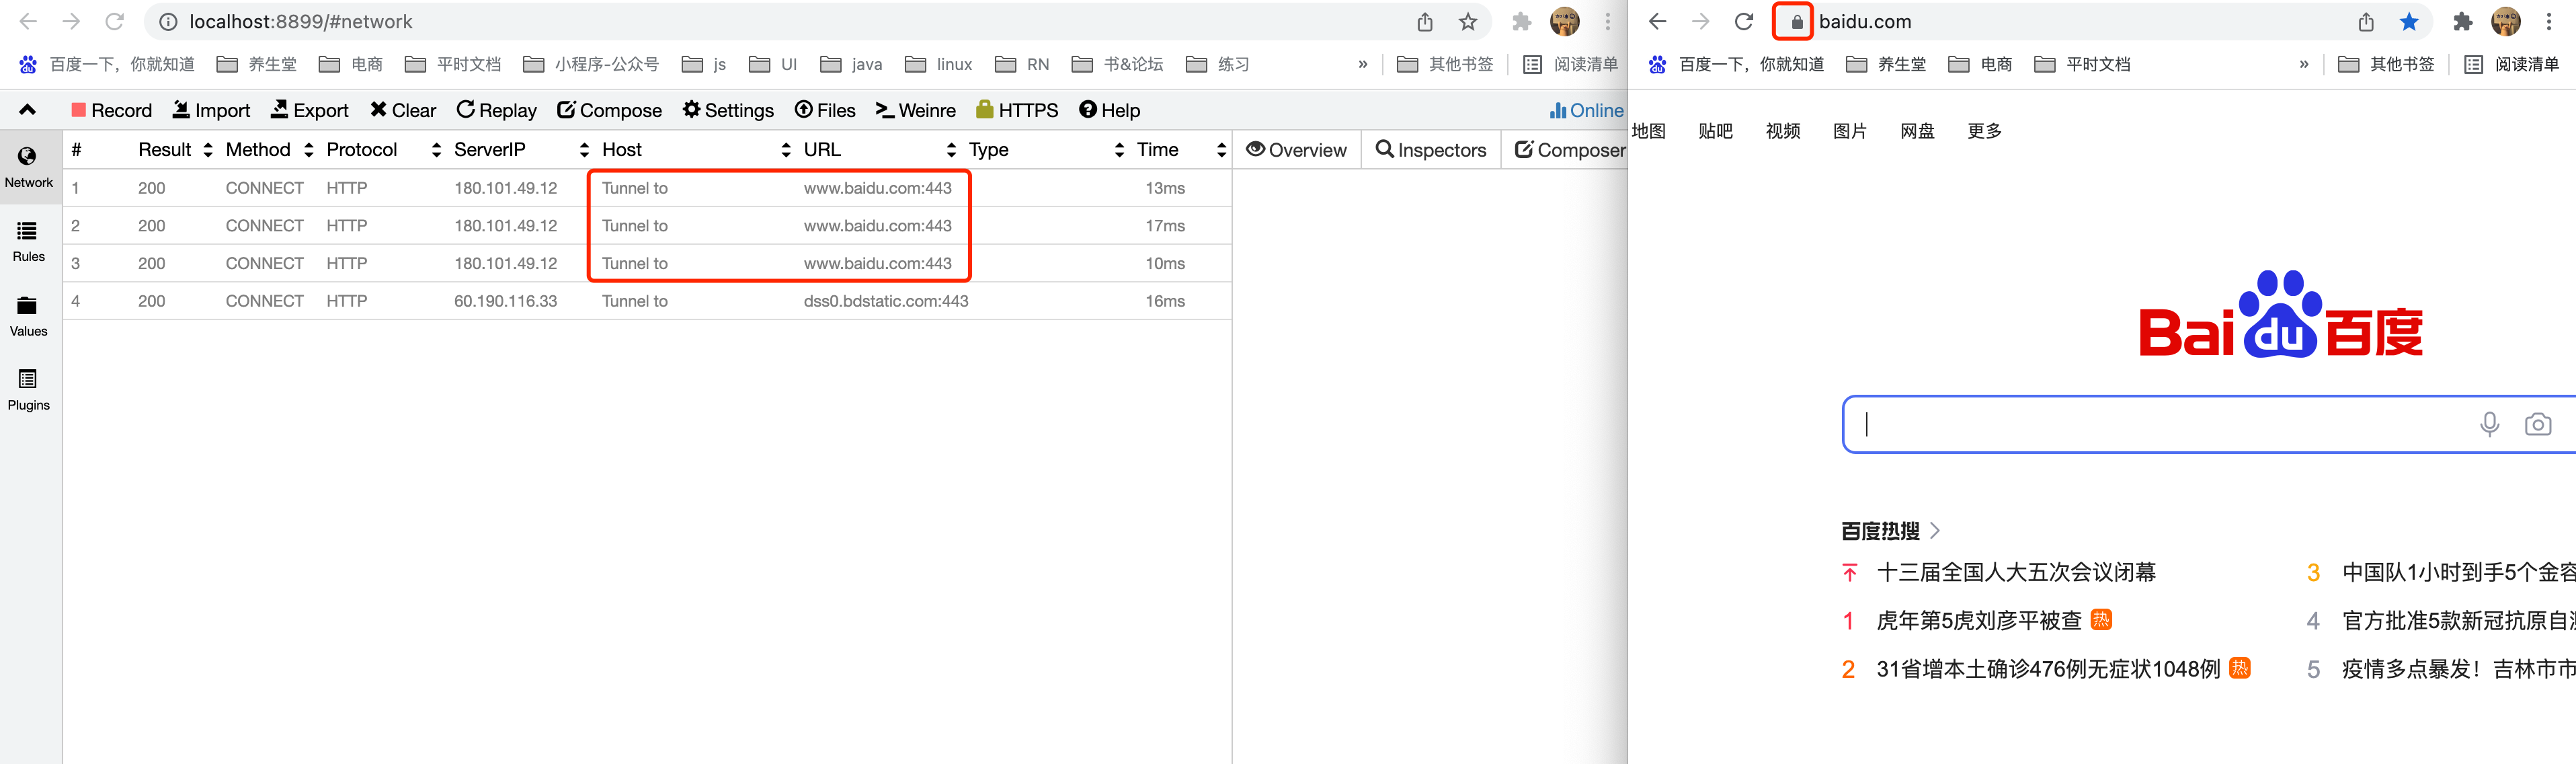 localhost:8899/#network
百度一下，你就知道 养生堂 电商 平时文档 小程序-公众号 js UI java linux RN 书&论坛 练习 » 其他书签 阅读清单
Record Import Export Clear Replay Compose Settings Files Weinre HTTPS Help Online
Network
Rules
Values
Plugins
# Result Method Protocol ServerIP Host URL Type Time
1 200 CONNECT HTTP 180.101.49.12 Tunnel to www.baidu.com:443 13ms
2 200 CONNECT HTTP 180.101.49.12 Tunnel to www.baidu.com:443 17ms
3 200 CONNECT HTTP 180.101.49.12 Tunnel to www.baidu.com:443 10ms
4 200 CONNECT HTTP 60.190.116.33 Tunnel to dss0.bdstatic.com:443 16ms
Overview Inspectors Composer
baidu.com
百度一下，你就知道 养生堂 电商 平时文档 » 其他书签 阅读清单
地图 贴吧 视频 图片 网盘 更多
Bai du 百度
百度热搜
十三届全国人大五次会议闭幕
1 虎年第5虎刘彦平被查 热
2 31省增本土确诊476例无症状1048例 热
3 中国队1小时到手5个金容
4 官方批准5款新冠抗原自
5 疫情多点暴发！吉林市市